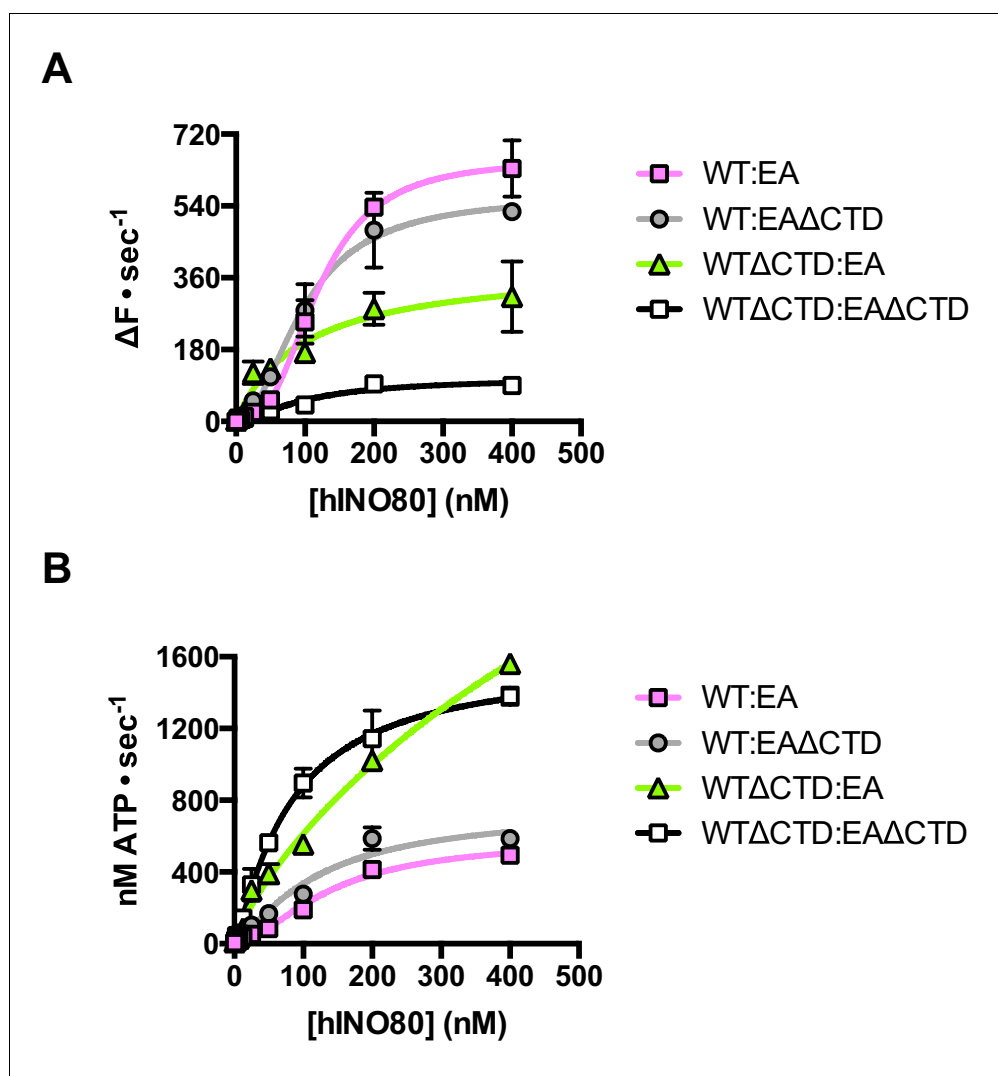 A
720
540
360
180
0
ΔF • sec⁻¹
0 100 200 300 400 500
[hINO80] (nM)
WT:EA
WT:EAΔCTD
WTΔCTD:EA
WTΔCTD:EAΔCTD
B
1600
1200
800
400
0
nM ATP • sec⁻¹
0 100 200 300 400 500
[hINO80] (nM)
WT:EA
WT:EAΔCTD
WTΔCTD:EA
WTΔCTD:EAΔCTD